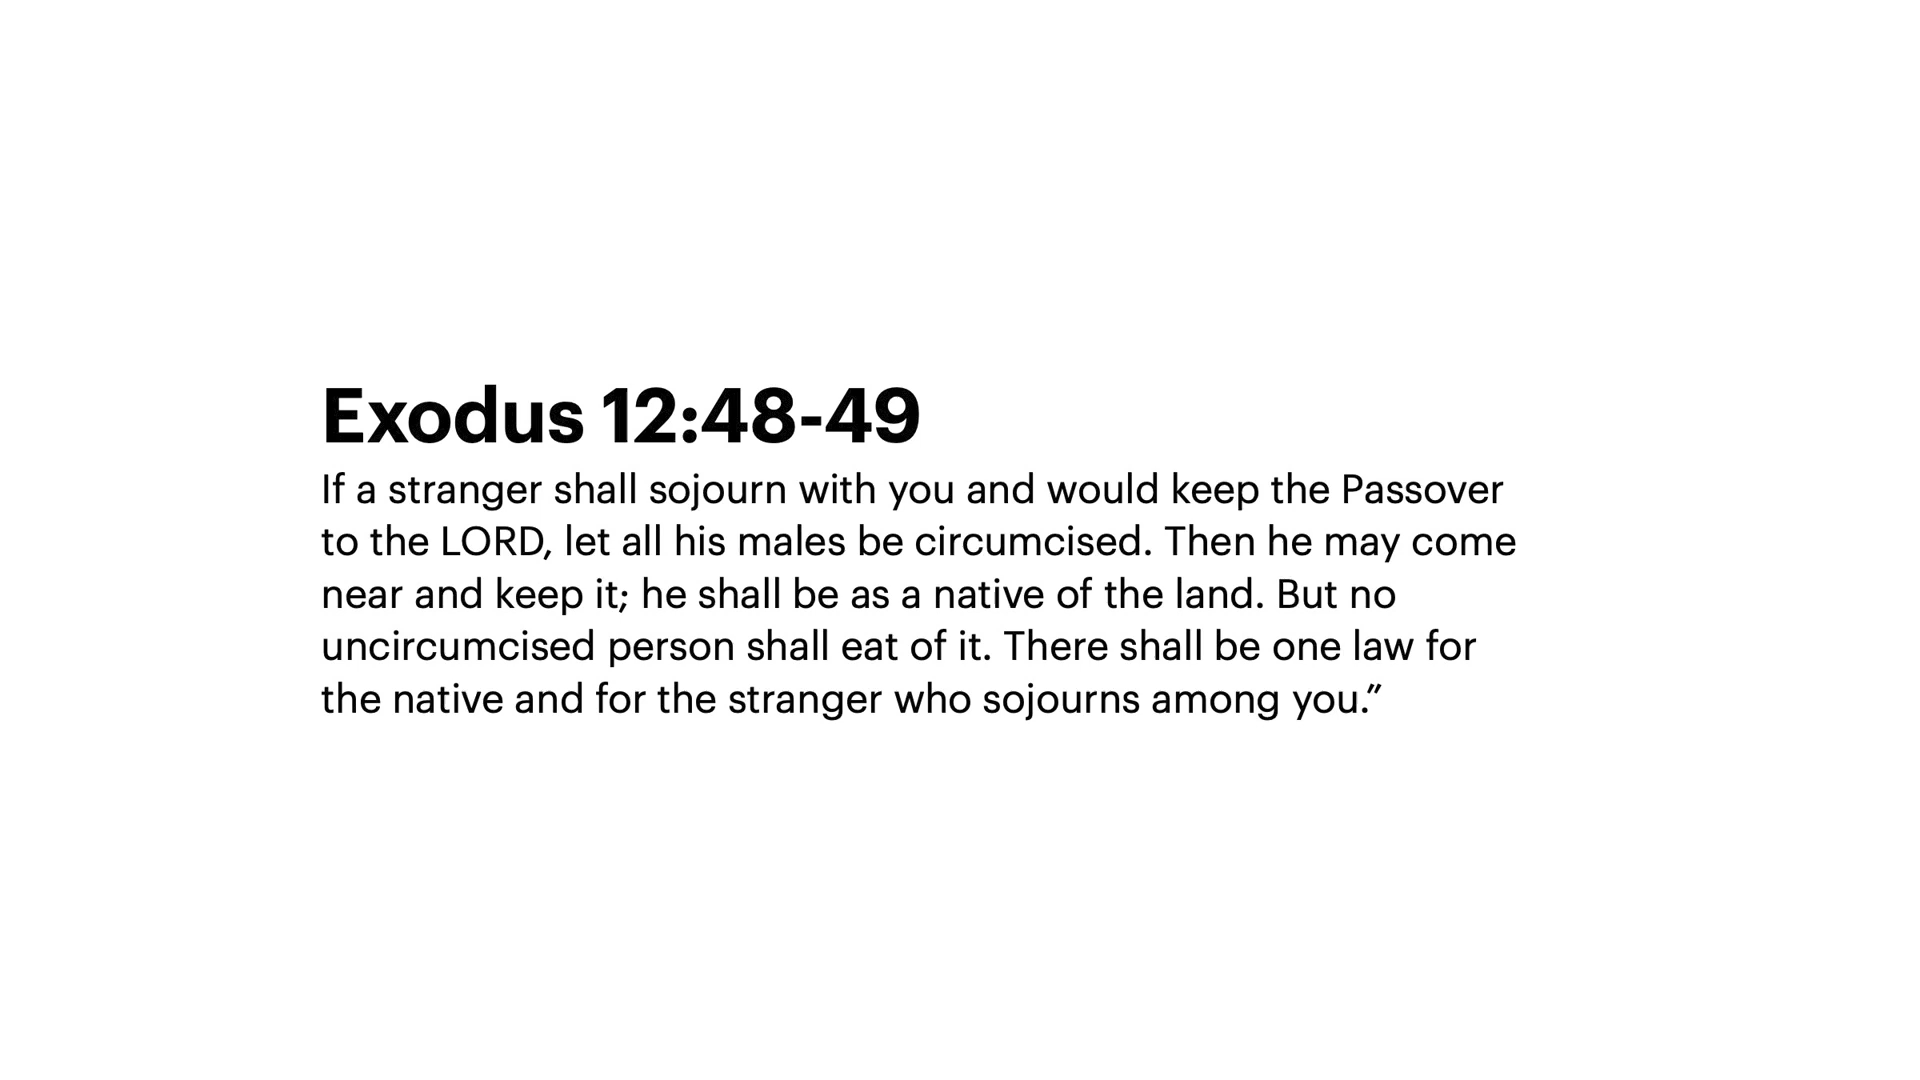 Exodus 12:48-49
If a stranger shall sojourn with you and would keep the Passover
to the LORD, let all his males be circumcised. Then he may come
near and keep it; he shall be as a native of the land. But no
uncircumcised person shall eat of it. There shall be one law for
the native and for the stranger who sojourns among you.”